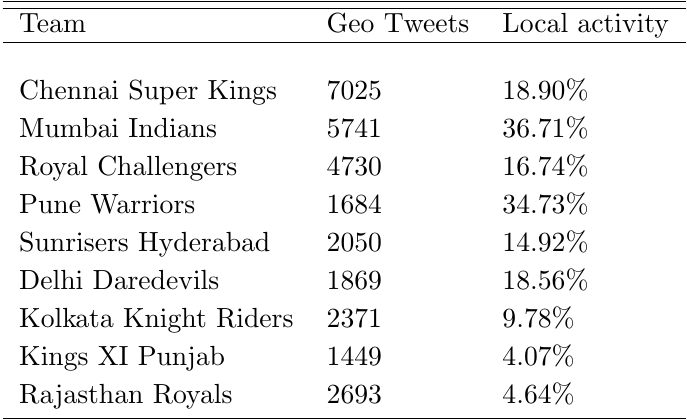 Team Geo Tweets Local activity
Chennai Super Kings 7025 18.90%
Mumbai Indians 5741 36.71%
Royal Challengers 4730 16.74%
Pune Warriors 1684 34.73%
Sunrisers Hyderabad 2050 14.92%
Delhi Daredevils 1869 18.56%
Kolkata Knight Riders 2371 9.78%
Kings XI Punjab 1449 4.07%
Rajasthan Royals 2693 4.64%